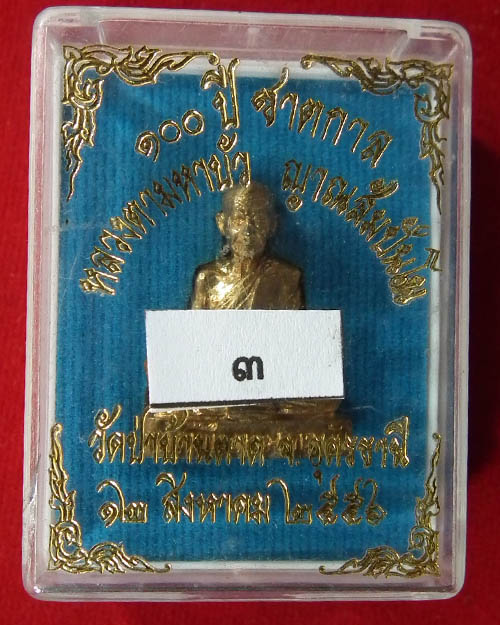 ๑๐๐ ปี ชาตกาล
หลวงตามหาบัว ญาณสัมปันโน
๓
วัดป่าบ้านตาด จ.อุดรธานี
๑๒ สิงหาคม ๒๕๕๖